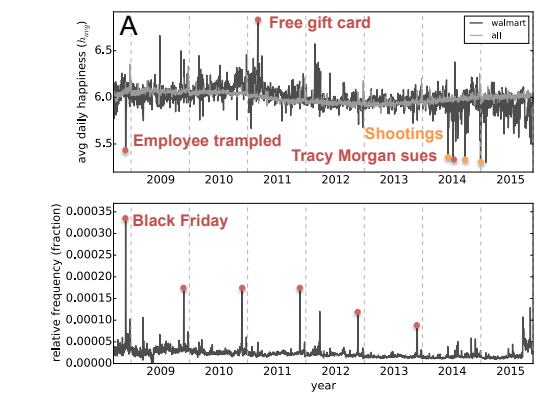 A
Free gift card
walmart
all
avg daily happiness (h_avg)
6.5
6.0
5.5
Employee trampled
Shootings
Tracy Morgan sues
2009 2010 2011 2012 2013 2014 2015
relative frequency (fraction)
0.00035
0.00030
0.00025
0.00020
0.00015
0.00010
0.00005
0.00000
Black Friday
2009 2010 2011 2012 2013 2014 2015
year